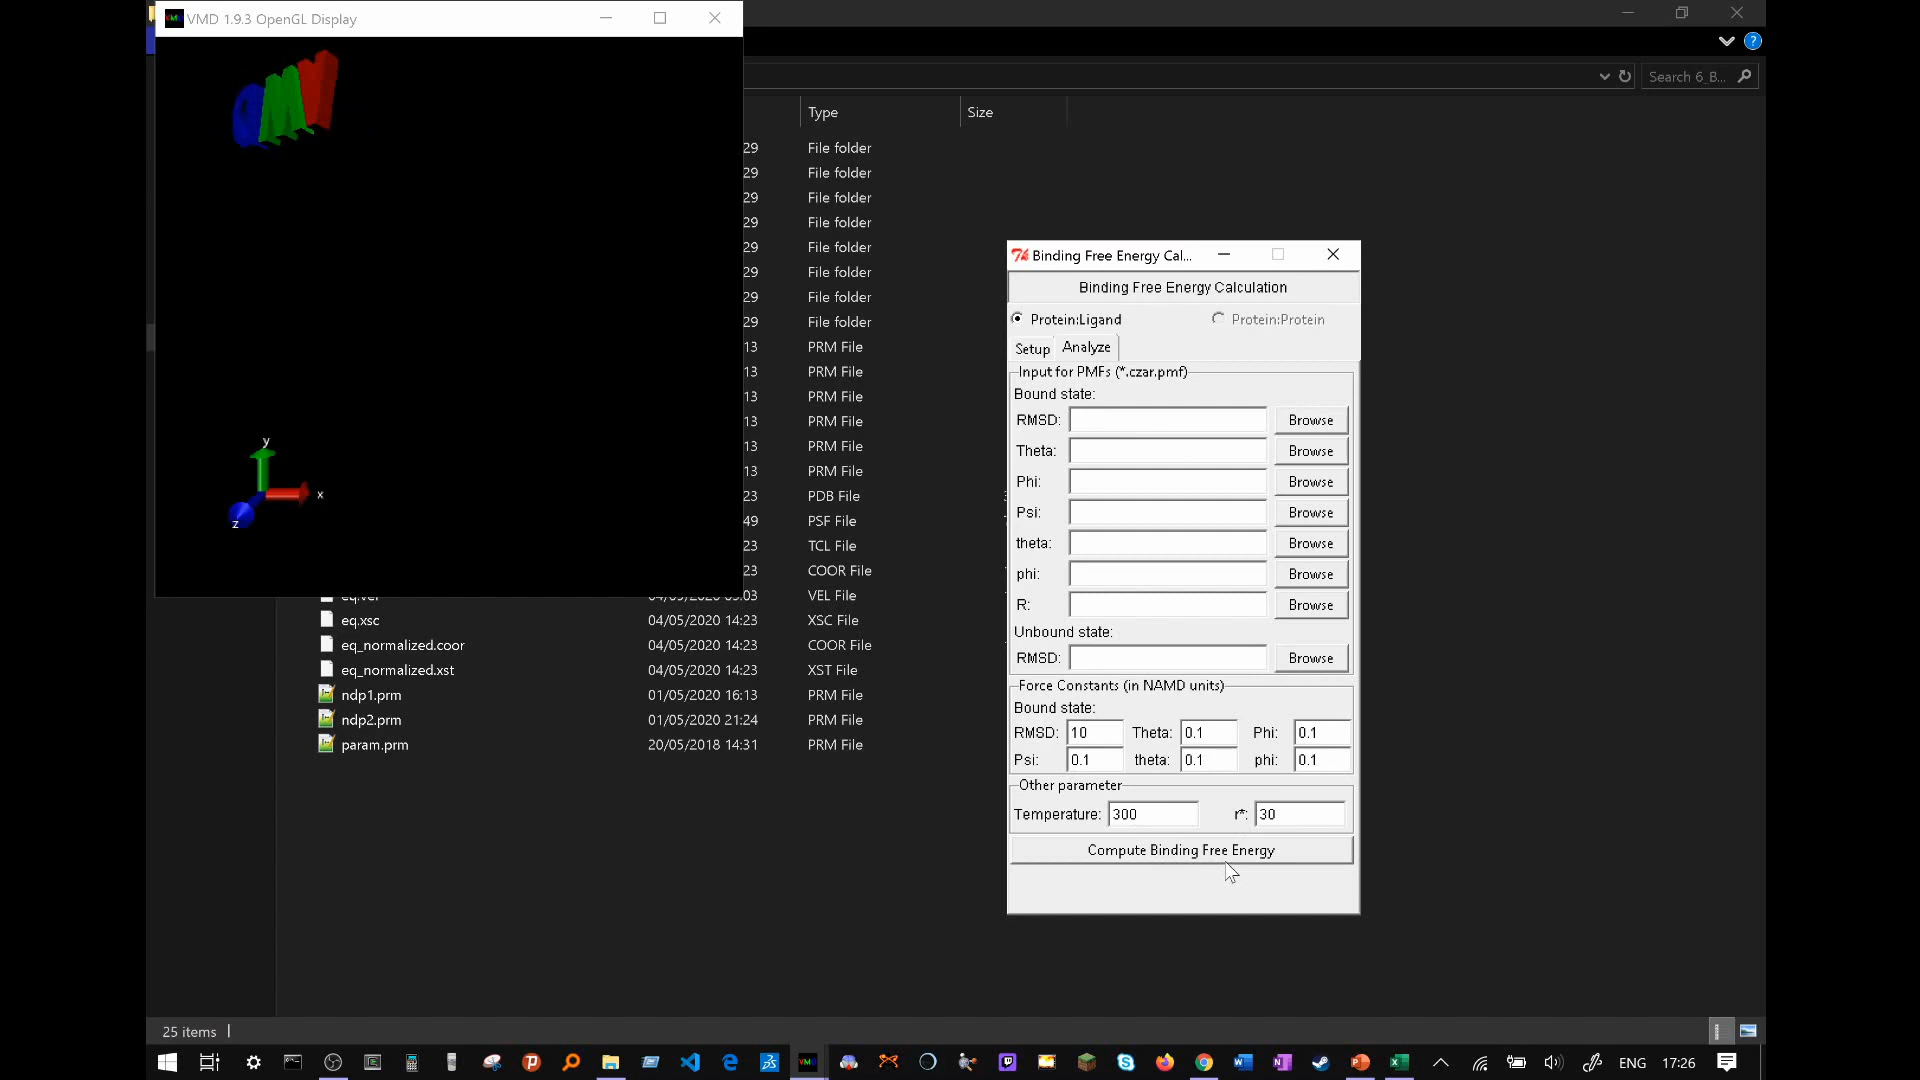 VMD 1.9.3 OpenGL Display
VMD
y
x
z
Search 6_B...
Type Size
29 File folder
29 File folder
29 File folder
29 File folder
29 File folder
29 File folder
29 File folder
29 File folder
13 PRM File
13 PRM File
13 PRM File
13 PRM File
13 PRM File
13 PRM File
23 PDB File
49 PSF File
23 TCL File
23 COOR File
eq.vel 04/05/2020 05:03 VEL File
eq.xsc 04/05/2020 14:23 XSC File
eq_normalized.coor 04/05/2020 14:23 COOR File
eq_normalized.xst 04/05/2020 14:23 XST File
ndp1.prm 01/05/2020 16:13 PRM File
ndp2.prm 01/05/2020 21:24 PRM File
param.prm 20/05/2018 14:31 PRM File
Binding Free Energy Cal...
Binding Free Energy Calculation
Protein:Ligand Protein:Protein
Setup Analyze
Input for PMFs (*.czar.pmf)
Bound state:
RMSD: Browse
Theta: Browse
Phi: Browse
Psi: Browse
theta: Browse
phi: Browse
R: Browse
Unbound state:
RMSD: Browse
Force Constants (in NAMD units)
Bound state:
RMSD: 10 Theta: 0.1 Phi: 0.1
Psi: 0.1 theta: 0.1 phi: 0.1
Other parameter
Temperature: 300 r*: 30
Compute Binding Free Energy
25 items
ENG 17:26